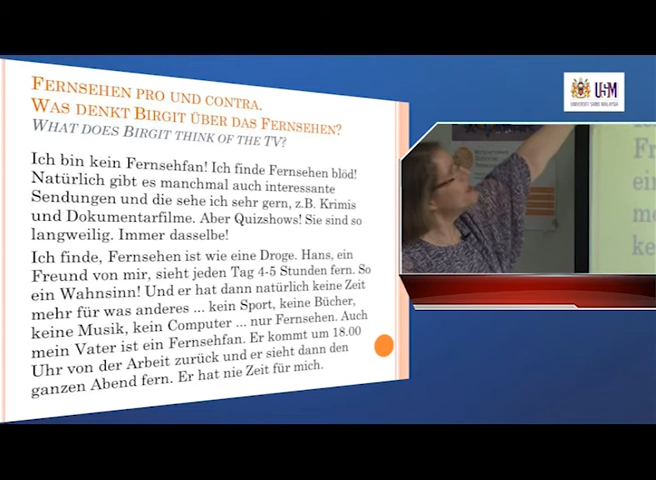 FERNSEHEN PRO UND CONTRA.
WAS DENKT BIRGIT ÜBER DAS FERNSEHEN?
WHAT DOES BIRGIT THINK OF THE TV?
Ich bin kein Fernsehfan! Ich finde Fernsehen blöd!
Natürlich gibt es manchmal auch interessante
Sendungen und die sehe ich sehr gern, z.B. Krimis
und Dokumentarfilme. Aber Quizshows! Sie sind so
langweilig. Immer dasselbe!
Ich finde, Fernsehen ist wie eine Droge. Hans, ein
Freund von mir, sieht jeden Tag 4-5 Stunden fern. So
ein Wahnsinn! Und er hat dann natürlich keine Zeit
mehr für was anderes ... kein Sport, keine Bücher,
keine Musik, kein Computer ... nur Fernsehen. Auch
mein Vater ist ein Fernsehfan. Er kommt um 18.00
Uhr von der Arbeit zurück und er sieht dann den
ganzen Abend fern. Er hat nie Zeit für mich.
USM
UNIVERSITI SAINS MALAYSIA
Fr
ein
me
ke